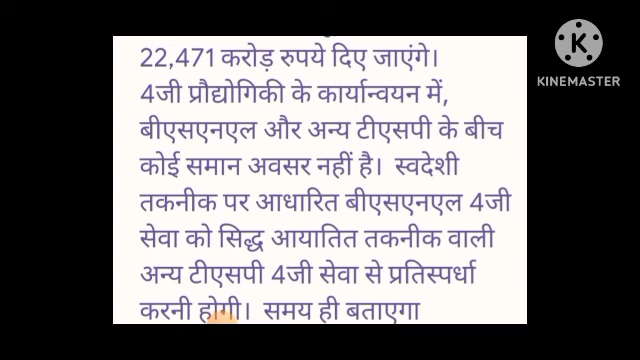 22,471 करोड़ रुपये दिए जाएंगे।
4जी प्रौद्योगिकी के कार्यान्वयन में,
बीएसएनएल और अन्य टीएसपी के बीच
कोई समान अवसर नहीं है। स्वदेशी
तकनीक पर आधारित बीएसएनएल 4जी
सेवा को सिद्ध आयातित तकनीक वाली
अन्य टीएसपी 4जी सेवा से प्रतिस्पर्धा
करनी होगी। समय ही बताएगा
K
KINEMASTER